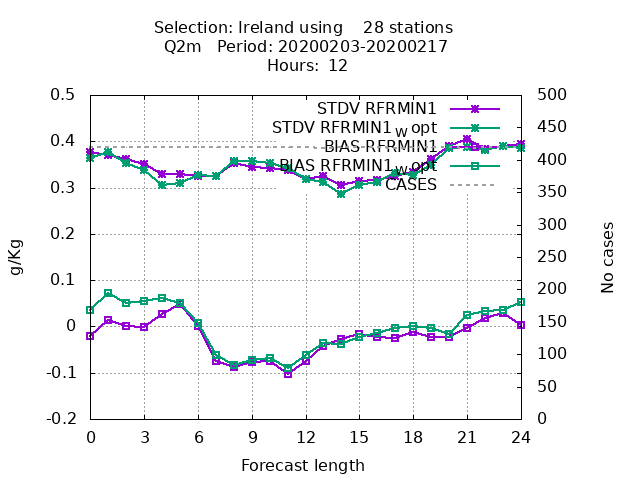 Selection: Ireland using 28 stations
Q2m Period: 20200203-20200217
Hours: 12
STDV RFRMIN1
STDV RFRMIN1 W opt
BIAS RFRMIN1
BIAS RFRMIN1 W opt
CASES
g/Kg
0.5
0.4
0.3
0.2
0.1
0
-0.1
-0.2
No cases
500
450
400
350
300
250
200
150
100
50
0
0 3 6 9 12 15 18 21 24
Forecast length